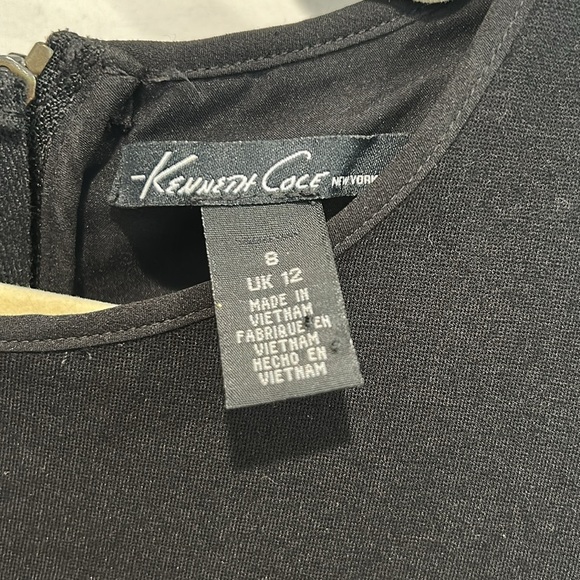 KENNETH COLE NEW YORK
8
UK 12
MADE IN
VIETNAM
FABRIQUE EN
VIETNAM
HECHO EN
VIETNAM